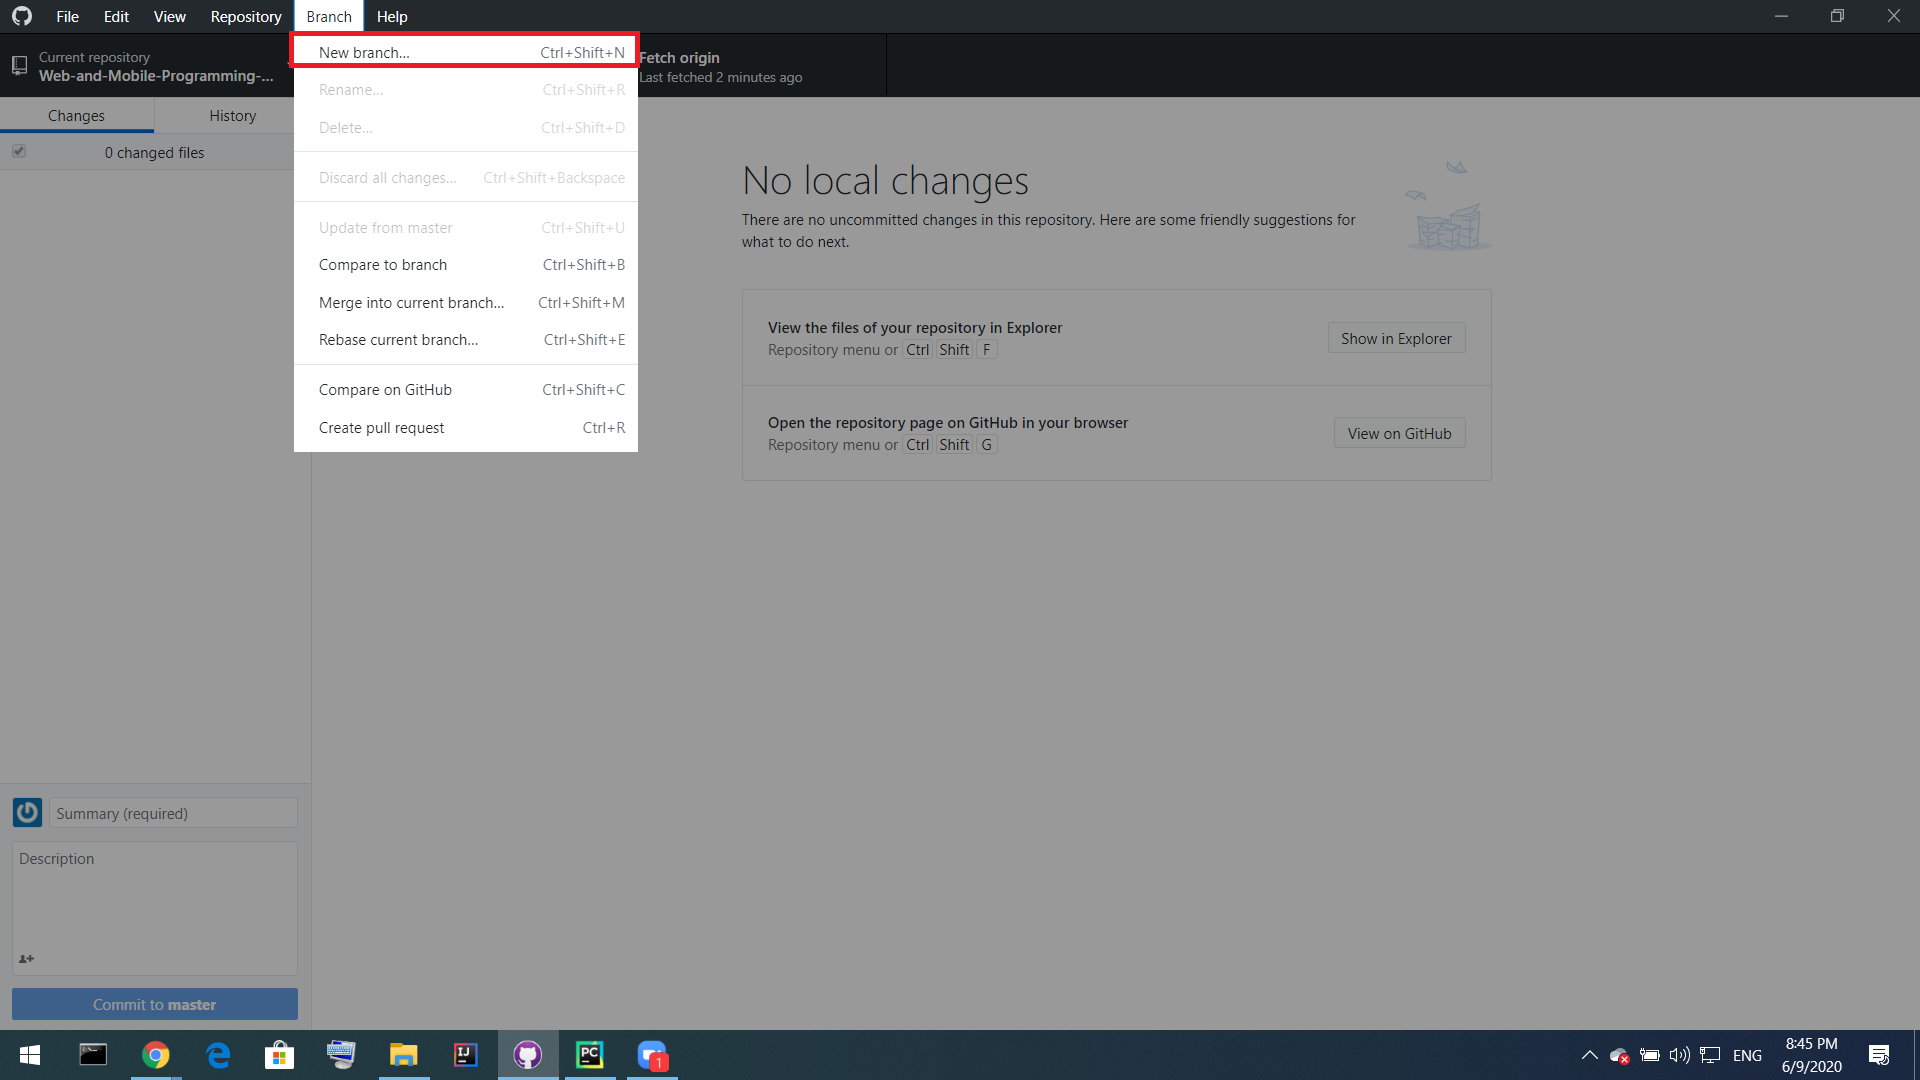 File Edit View Repository Branch Help
Current repository
Web-and-Mobile-Programming-...
Fetch origin
Last fetched 2 minutes ago
New branch... Ctrl+Shift+N
Rename... Ctrl+Shift+R
Delete... Ctrl+Shift+D
Discard all changes... Ctrl+Shift+Backspace
Update from master Ctrl+Shift+U
Compare to branch Ctrl+Shift+B
Merge into current branch... Ctrl+Shift+M
Rebase current branch... Ctrl+Shift+E
Compare on GitHub Ctrl+Shift+C
Create pull request Ctrl+R
Changes History
0 changed files
No local changes
There are no uncommitted changes in this repository. Here are some friendly suggestions for
what to do next.
View the files of your repository in Explorer
Repository menu or Ctrl Shift F
Show in Explorer
Open the repository page on GitHub in your browser
Repository menu or Ctrl Shift G
View on GitHub
Summary (required)
Description
Commit to master
IJ
PC
1
ENG
8:45 PM
6/9/2020